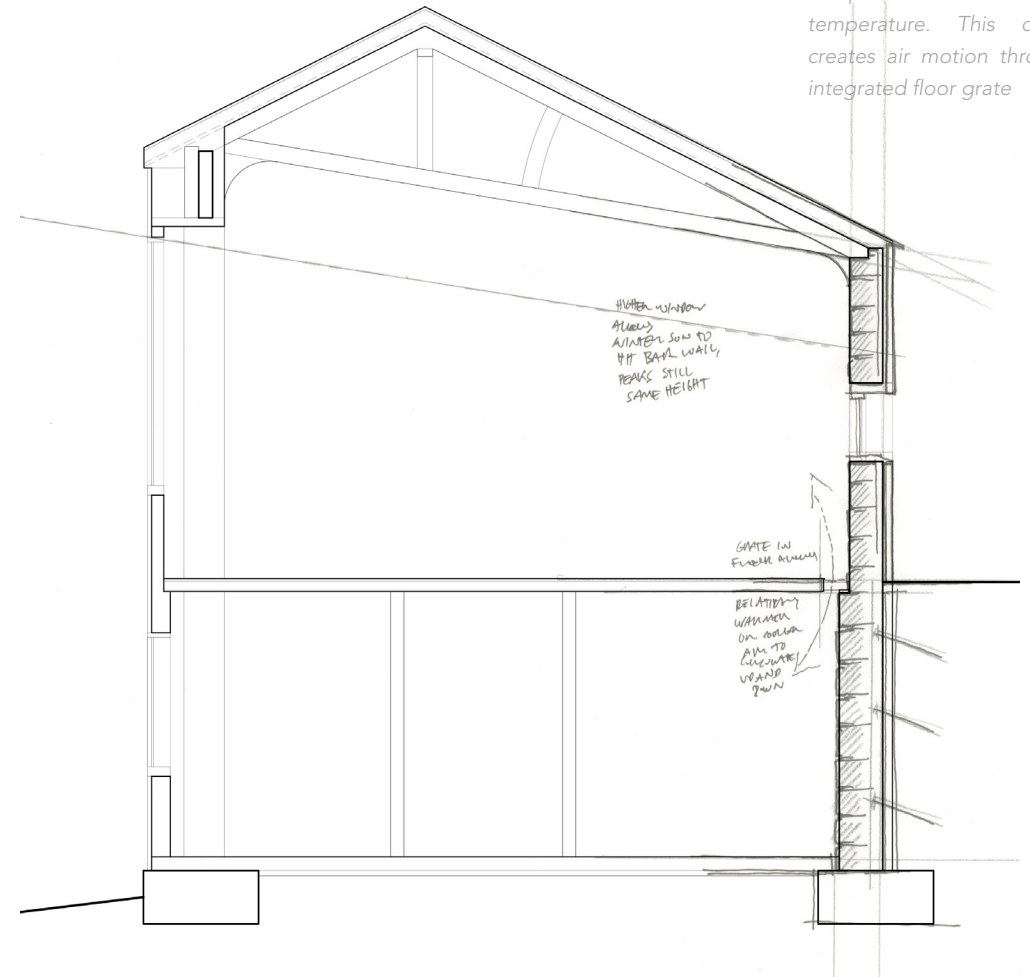 temperature. This c
creates air motion thro
integrated floor grate
HIGHER WINDOW
ALLOWS
WINTER SUN TO
HIT BACK WALL,
PEAKS STILL
SAME HEIGHT
GRATE IN
FLOOR ALLOWS
RELATIVELY
WARMER
OR COOLER
AIR TO
CIRCULATE
UP AND
DOWN